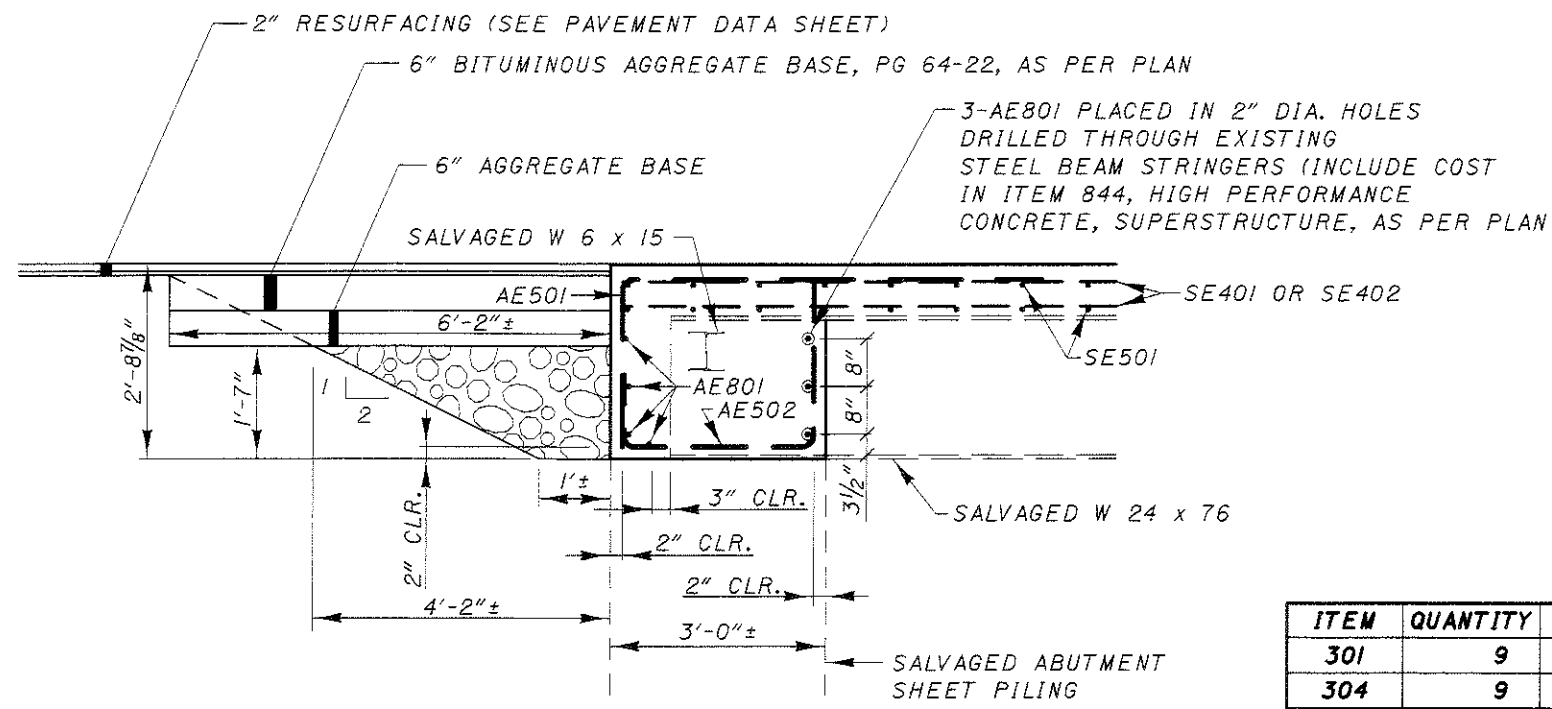 2" RESURFACING (SEE PAVEMENT DATA SHEET)
6" BITUMINOUS AGGREGATE BASE, PG 64-22, AS PER PLAN
3-AE801 PLACED IN 2" DIA. HOLES
DRILLED THROUGH EXISTING
STEEL BEAM STRINGERS (INCLUDE COST
IN ITEM 844, HIGH PERFORMANCE
CONCRETE, SUPERSTRUCTURE, AS PER PLAN
6" AGGREGATE BASE
SALVAGED W 6 x 15
AE501
SE401 OR SE402
6'-2"±
SE501
2'-8 7/8"
1'-7"
1
2
AE801
AE502
8"
8"
3 1/2"
1'±
3" CLR.
2" CLR.
2" CLR.
2" CLR.
SALVAGED W 24 x 76
4'-2"±
3'-0"±
SALVAGED ABUTMENT
SHEET PILING
ITEM QUANTITY
301 9
304 9